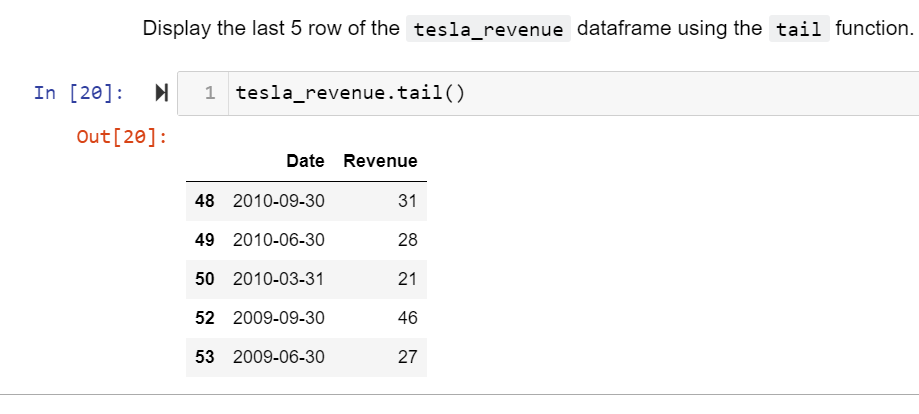 Display the last 5 row of the tesla_revenue dataframe using the tail function.
In [20]: 1 tesla_revenue.tail()
Out[20]:
Date Revenue
48 2010-09-30 31
49 2010-06-30 28
50 2010-03-31 21
52 2009-09-30 46
53 2009-06-30 27